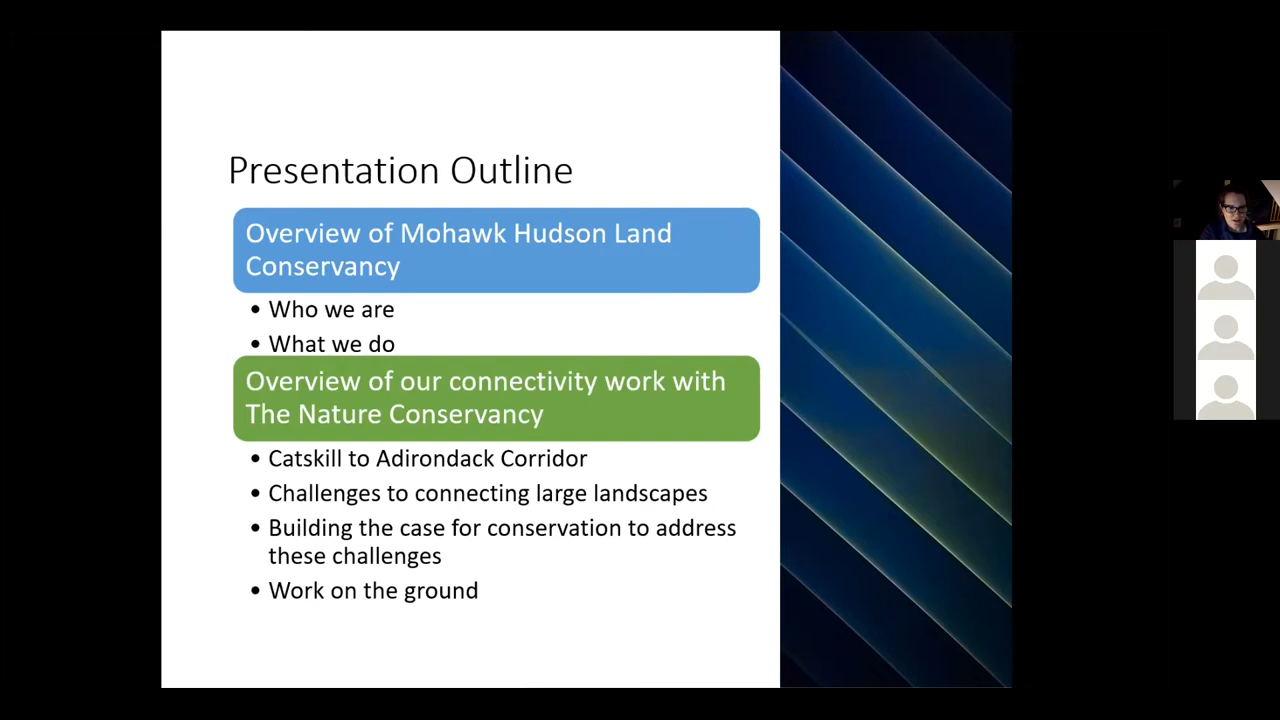 Presentation Outline
Overview of Mohawk Hudson Land
Conservancy
• Who we are
• What we do
Overview of our connectivity work with
The Nature Conservancy
• Catskill to Adirondack Corridor
• Challenges to connecting large landscapes
• Building the case for conservation to address
these challenges
• Work on the ground